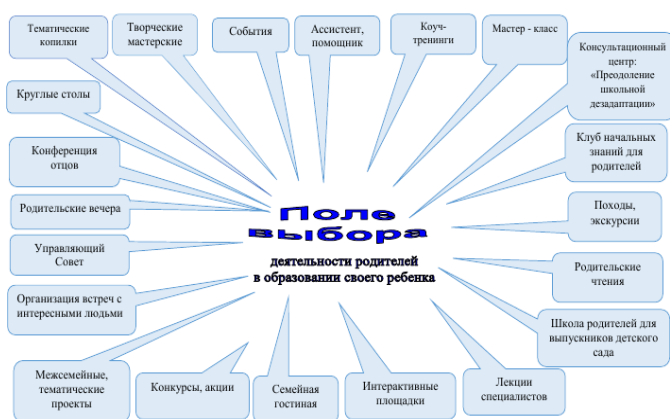 Тематические
копилки
Творческие
мастерские
События
Ассистент,
помощник
Коуч-
тренинги
Мастер - класс
Консультационный
центр:
«Преодоление
школьной
дезадаптации»
Круглые столы
Клуб начальных
знаний для
родителей
Конференция
отцов
Походы,
экскурсии
Родительские вечера
Поле
выбора
деятельности родителей
в образовании своего ребенка
Управляющий
Совет
Родительские
чтения
Организация встреч с
интересными людьми
Школа родителей для
выпускников детского
сада
Межсемейные,
тематические
проекты
Конкурсы, акции
Семейная
гостиная
Интерактивные
площадки
Лекции
специалистов